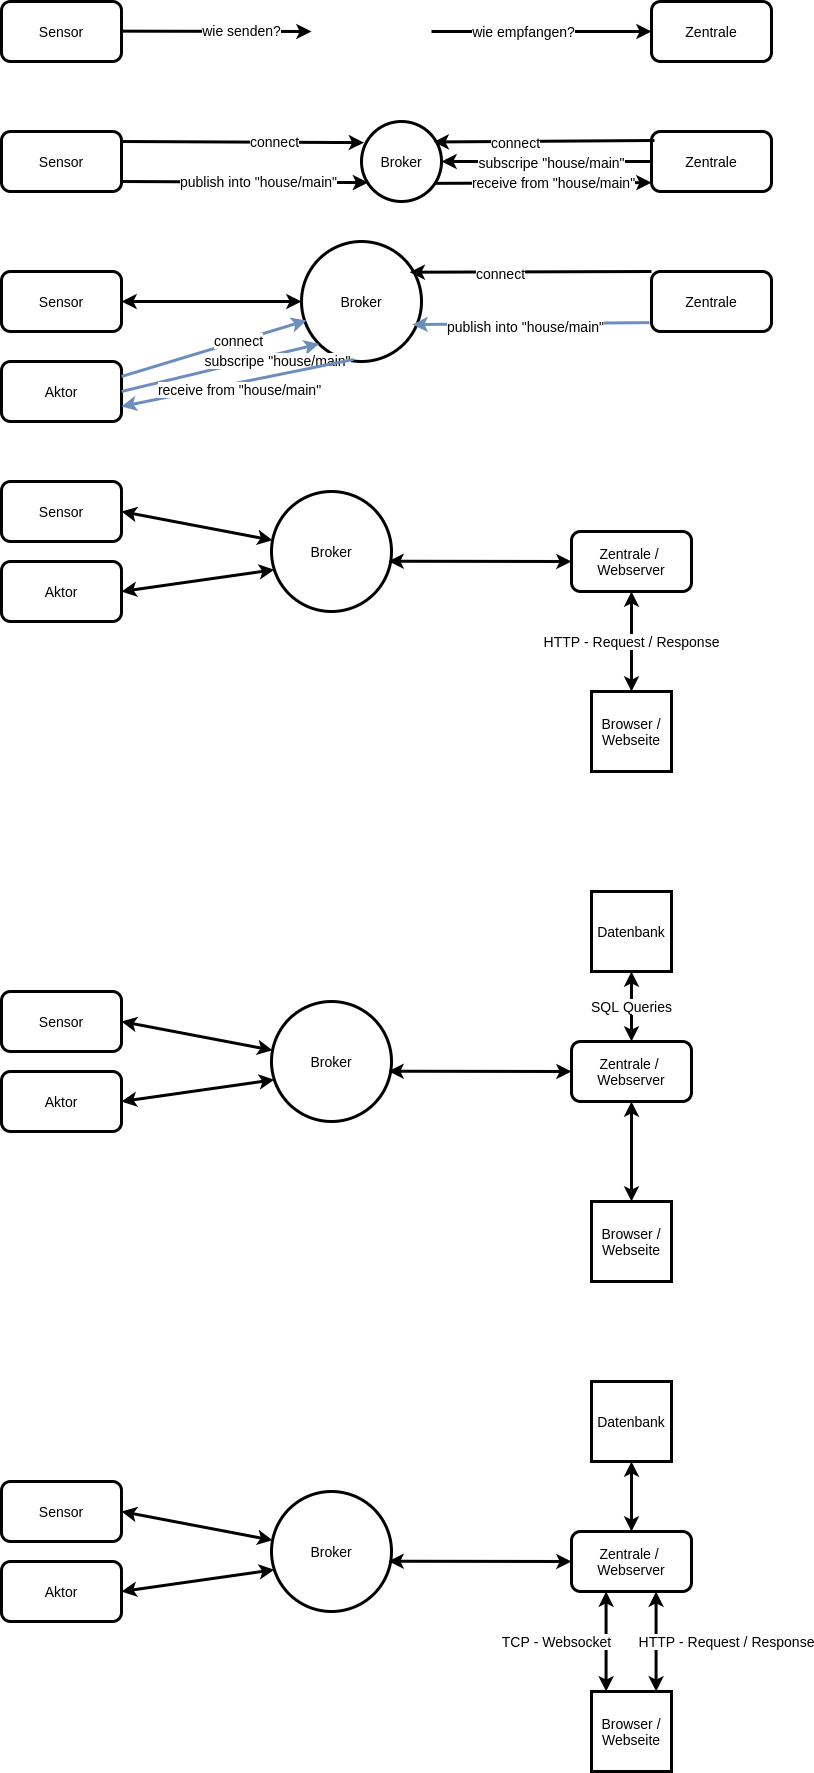 Sensor
wie senden?
wie empfangen?
Zentrale
connect
connect
Sensor
Broker
subscripe "house/main"
Zentrale
publish into "house/main"
receive from "house/main"
connect
Sensor
Broker
Zentrale
publish into "house/main"
connect
subscripe "house/main"
Aktor
receive from "house/main"
Sensor
Broker
Zentrale /
Webserver
Aktor
HTTP - Request / Response
Browser /
Webseite
Datenbank
SQL Queries
Sensor
Broker
Zentrale /
Webserver
Aktor
Browser /
Webseite
Datenbank
Sensor
Broker
Zentrale /
Webserver
Aktor
TCP - Websocket
HTTP - Request / Response
Browser /
Webseite